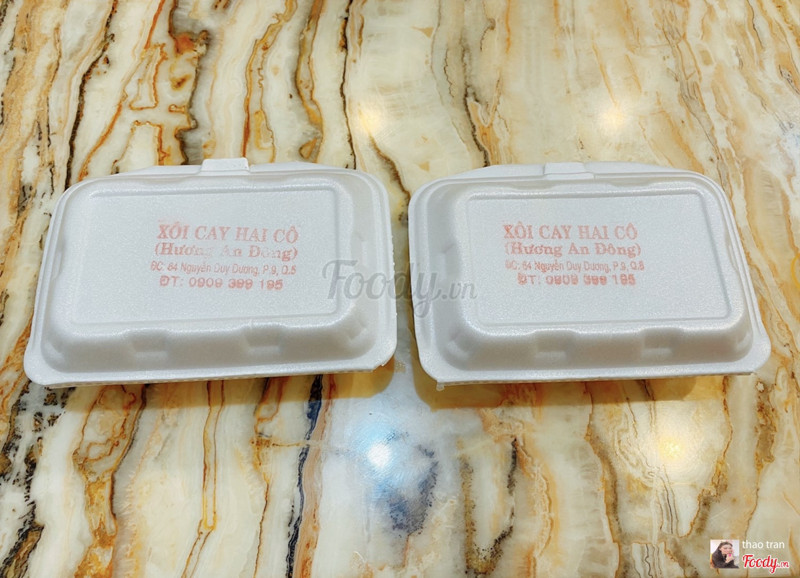 XÔI CAY HAI CÔ
(Hương An Đông)
ĐC: 64 Nguyễn Duy Dương, P.9, Q.5
ĐT: 0909 399 195
XÔI CAY HAI CÔ
(Hương An Đông)
ĐC: 64 Nguyễn Duy Dương, P.9, Q.5
ĐT: 0909 399 195
Foody.vn
thao tran
Foody.vn